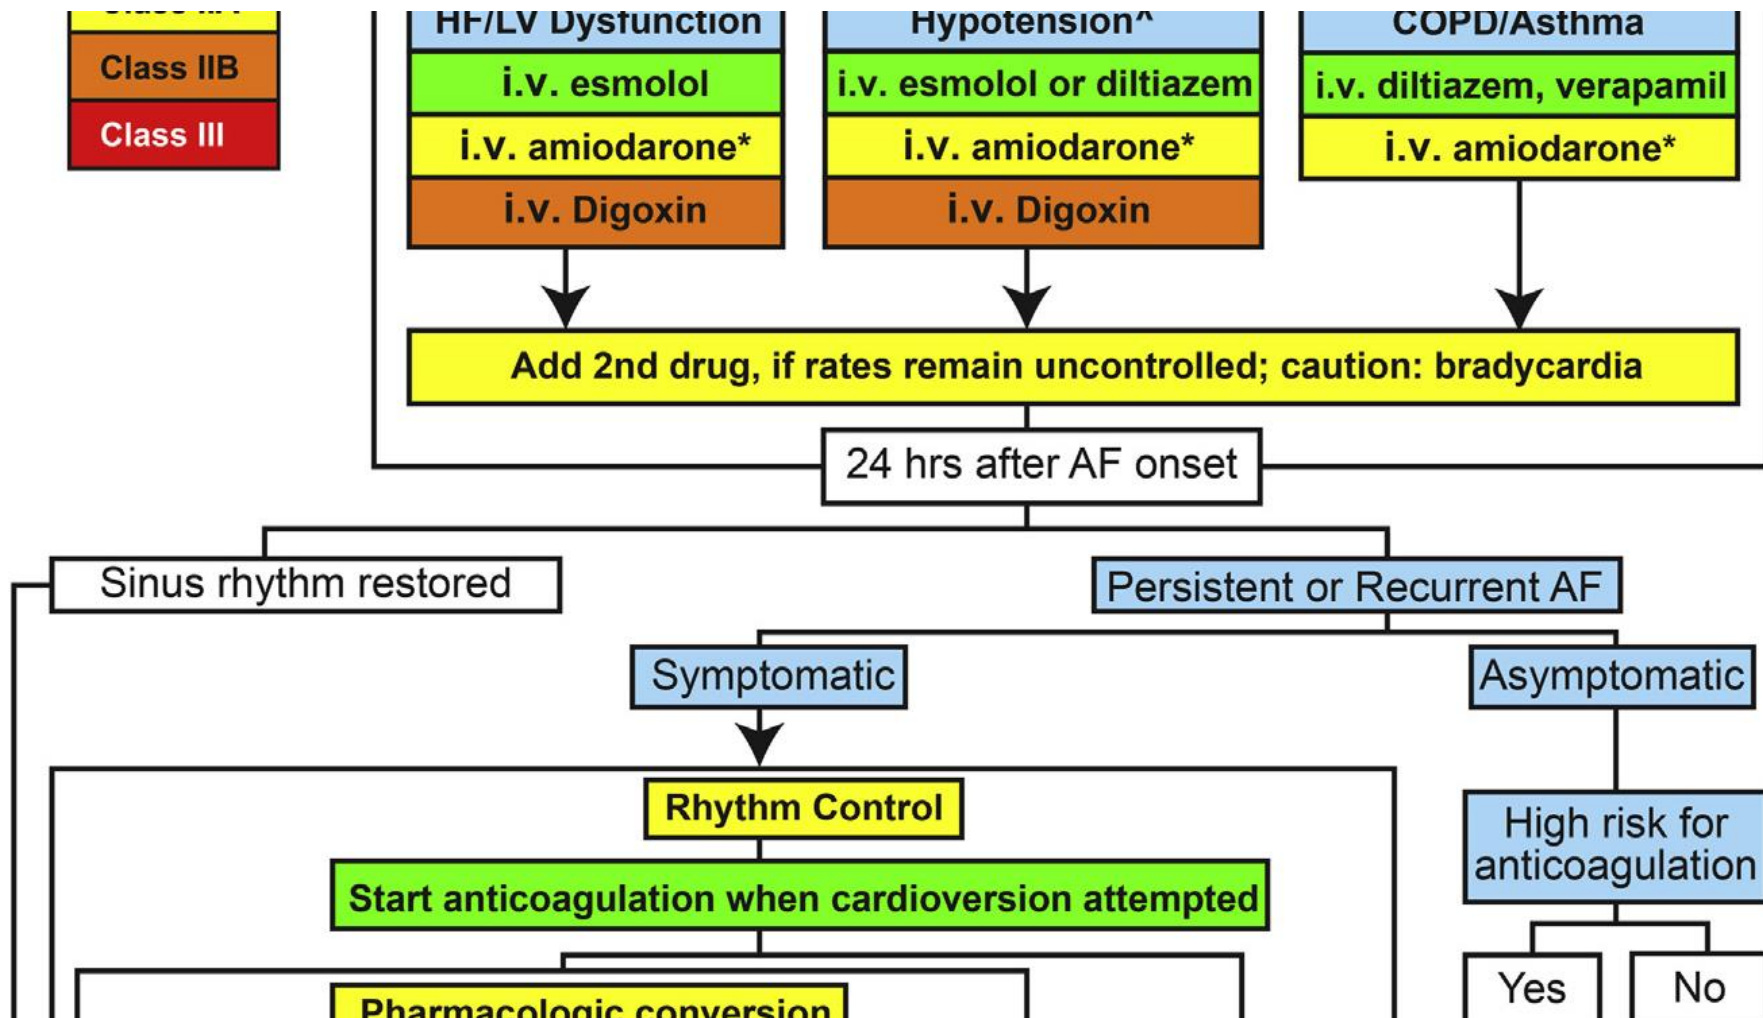 Class IIA
Class IIB
Class III
HF/LV Dysfunction
i.v. esmolol
i.v. amiodarone*
i.v. Digoxin
Hypotension^
i.v. esmolol or diltiazem
i.v. amiodarone*
i.v. Digoxin
COPD/Asthma
i.v. diltiazem, verapamil
i.v. amiodarone*
Add 2nd drug, if rates remain uncontrolled; caution: bradycardia
24 hrs after AF onset
Sinus rhythm restored
Persistent or Recurrent AF
Symptomatic
Asymptomatic
Rhythm Control
Start anticoagulation when cardioversion attempted
Pharmacologic conversion
High risk for
anticoagulation
Yes
No